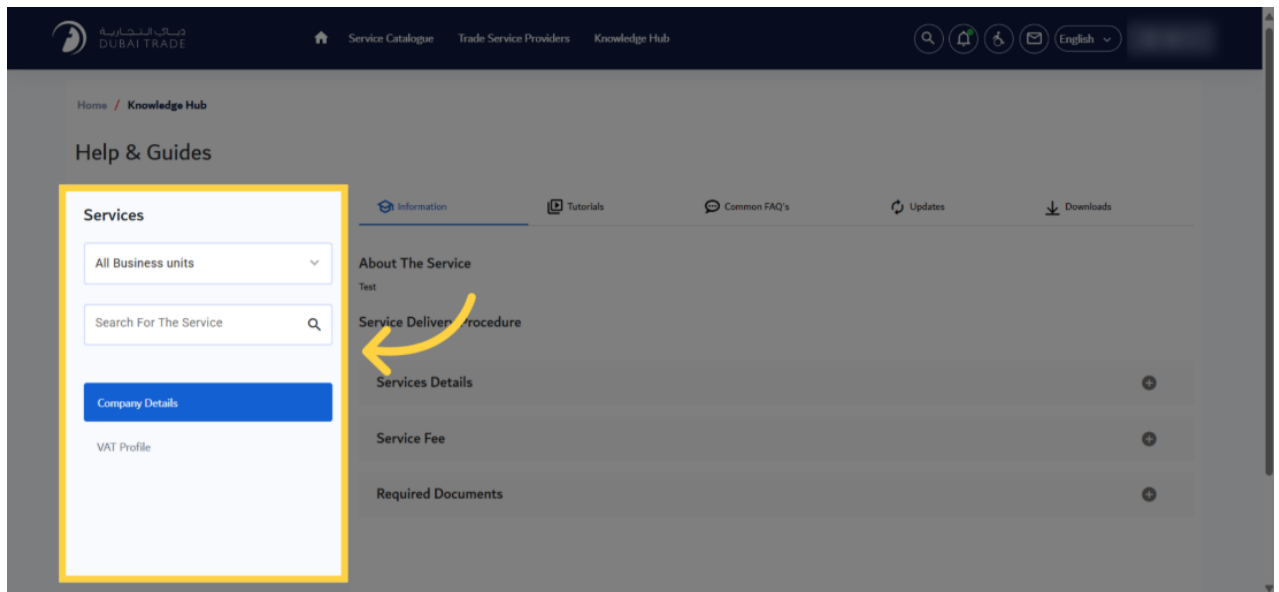 دبي التجارية
DUBAI TRADE
Service Catalogue
Trade Service Providers
Knowledge Hub
English
Home / Knowledge Hub
Help & Guides
Services
All Business units
Search For The Service
Company Details
VAT Profile
Information
Tutorials
Common FAQ's
Updates
Downloads
About The Service
Test
Service Delivery Procedure
Services Details
Service Fee
Required Documents